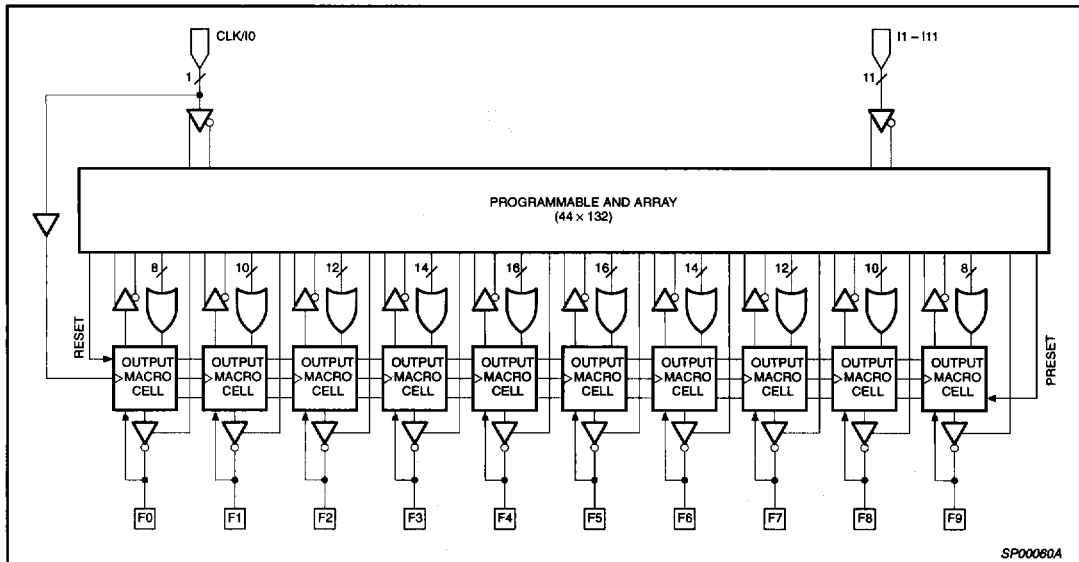 CLK/I0
I1 – I11
1
11
PROGRAMMABLE AND ARRAY
(44 × 132)
8
10
12
14
16
16
14
12
10
8
RESET
PRESET
OUTPUT
MACRO
CELL
OUTPUT
MACRO
CELL
OUTPUT
MACRO
CELL
OUTPUT
MACRO
CELL
OUTPUT
MACRO
CELL
OUTPUT
MACRO
CELL
OUTPUT
MACRO
CELL
OUTPUT
MACRO
CELL
OUTPUT
MACRO
CELL
OUTPUT
MACRO
CELL
F0
F1
F2
F3
F4
F5
F6
F7
F8
F9
SP00060A